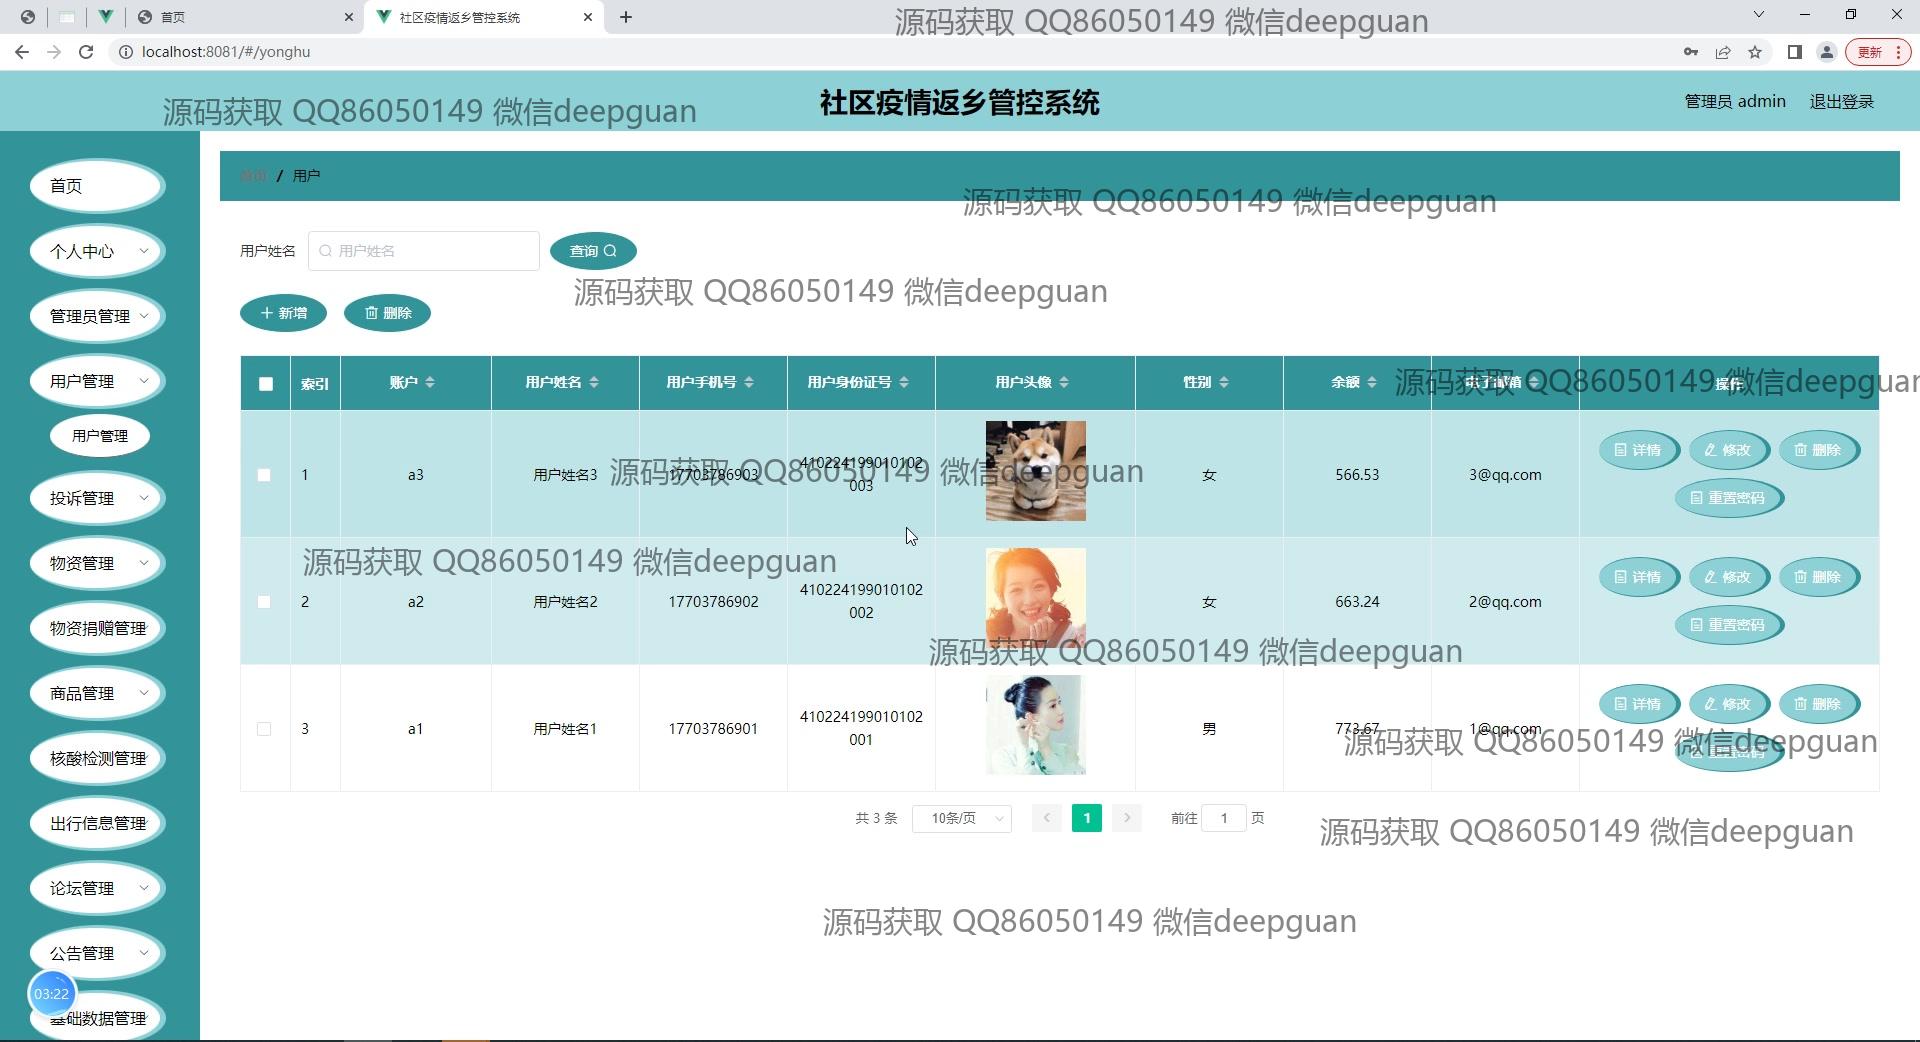 首页
社区疫情返乡管控系统
源码获取 QQ86050149 微信deepguan
localhost:8081/#/yonghu
更新
源码获取 QQ86050149 微信deepguan
社区疫情返乡管控系统
管理员 admin
退出登录
首页 / 用户
源码获取 QQ86050149 微信deepguan
用户姓名
用户姓名
查询
源码获取 QQ86050149 微信deepguan
新增
删除
首页
个人中心
管理员管理
用户管理
用户管理
投诉管理
物资管理
物资捐赠管理
商品管理
核酸检测管理
出行信息管理
论坛管理
公告管理
03:22
基础数据管理
索引 账户 用户姓名 用户手机号 用户身份证号 用户头像 性别 余额 电子邮箱 操作
源码获取 QQ86050149 微信deepguan
1 a3 用户姓名3 17703786903 410224199010102003 女 566.53 3@qq.com 详情 修改 删除
重置密码
源码获取 QQ86050149 微信deepguan
源码获取 QQ86050149 微信deepguan
2 a2 用户姓名2 17703786902 410224199010102002 女 663.24 2@qq.com 详情 修改 删除
重置密码
源码获取 QQ86050149 微信deepguan
3 a1 用户姓名1 17703786901 410224199010102001 男 773.67 1@qq.com 详情 修改 删除
重置密码
源码获取 QQ86050149 微信deepguan
共 3 条 10条/页 1 前往 1 页
源码获取 QQ86050149 微信deepguan
源码获取 QQ86050149 微信deepguan